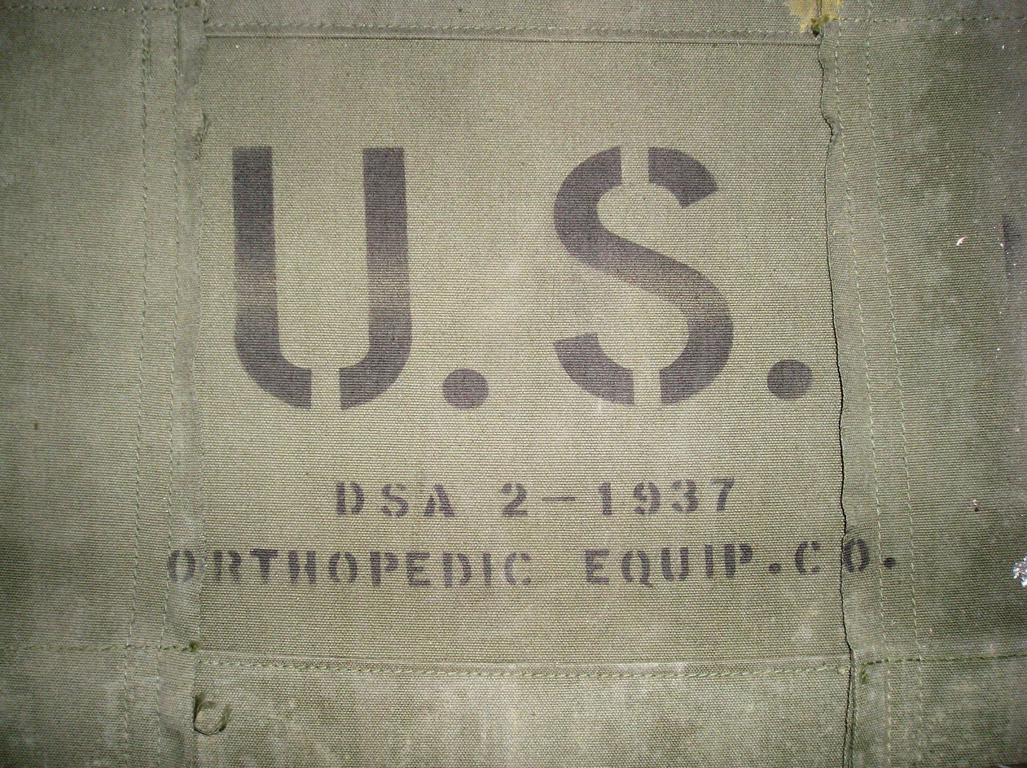 U.S.
DSA 2-1937
ORTHOPEDIC EQUIP.CO.